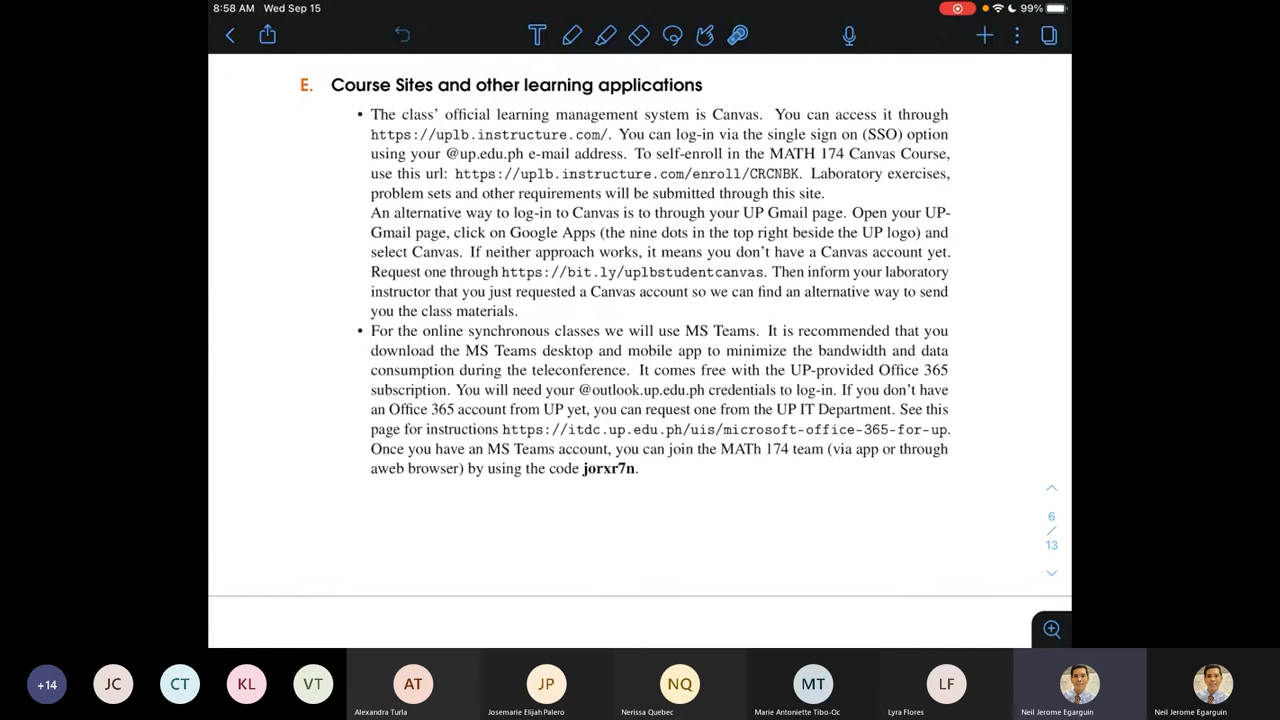 8:58 AM Wed Sep 15
99%
E. Course Sites and other learning applications
• The class' official learning management system is Canvas. You can access it through
https://uplb.instructure.com/. You can log-in via the single sign on (SSO) option
using your @up.edu.ph e-mail address. To self-enroll in the MATH 174 Canvas Course,
use this url: https://uplb.instructure.com/enroll/CRCNBK. Laboratory exercises,
problem sets and other requirements will be submitted through this site.
An alternative way to log-in to Canvas is to through your UP Gmail page. Open your UP-
Gmail page, click on Google Apps (the nine dots in the top right beside the UP logo) and
select Canvas. If neither approach works, it means you don't have a Canvas account yet.
Request one through https://bit.ly/uplbstudentcanvas. Then inform your laboratory
instructor that you just requested a Canvas account so we can find an alternative way to send
you the class materials.
• For the online synchronous classes we will use MS Teams. It is recommended that you
download the MS Teams desktop and mobile app to minimize the bandwidth and data
consumption during the teleconference. It comes free with the UP-provided Office 365
subscription. You will need your @outlook.up.edu.ph credentials to log-in. If you don't have
an Office 365 account from UP yet, you can request one from the UP IT Department. See this
page for instructions https://itdc.up.edu.ph/uis/microsoft-office-365-for-up.
Once you have an MS Teams account, you can join the MATh 174 team (via app or through
aweb browser) by using the code jorxr7n.
6
/
13
+14 JC CT KL VT AT JP NQ MT LF
Alexandra Turla Josemarie Elijah Palero Nerissa Quebec Marie Antoniette Tibo-Oc Lyra Flores Neil Jerome Egarguin Neil Jerome Egarguin